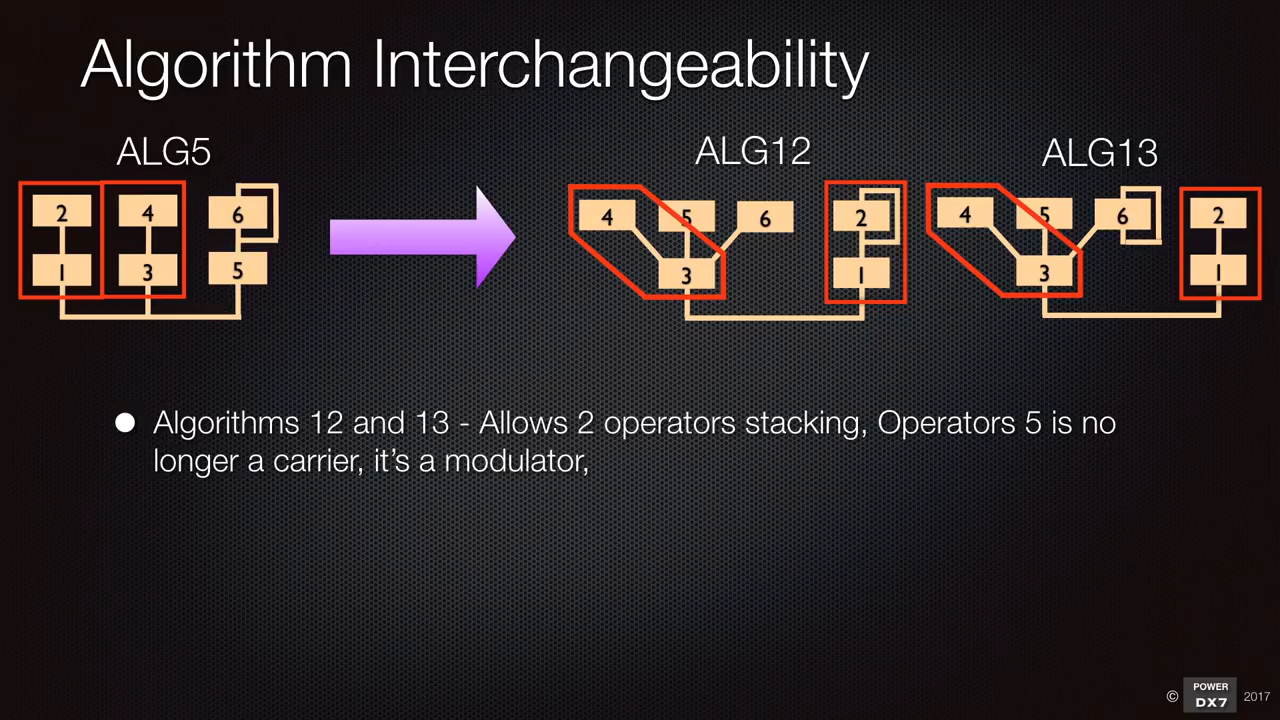 Algorithm Interchangeability
ALG5
ALG12
ALG13
2 4 6
1 3 5
4 5 6 2
3 1
4 5 6 2
3 1
Algorithms 12 and 13 - Allows 2 operators stacking, Operators 5 is no
longer a carrier, it's a modulator,
© POWER DX7 2017